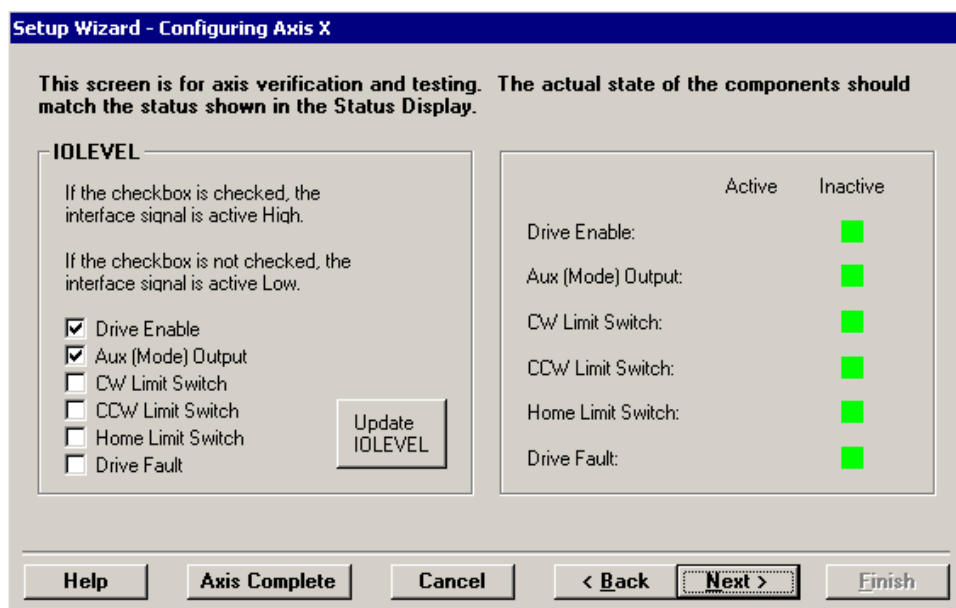 Setup Wizard - Configuring Axis X
This screen is for axis verification and testing. The actual state of the components should
match the status shown in the Status Display.
IOLEVEL
If the checkbox is checked, the
interface signal is active High.
If the checkbox is not checked, the
interface signal is active Low.
Drive Enable
Aux (Mode) Output
CW Limit Switch
CCW Limit Switch
Home Limit Switch
Drive Fault
Update
IOLEVEL
Active Inactive
Drive Enable:
Aux (Mode) Output:
CW Limit Switch:
CCW Limit Switch:
Home Limit Switch:
Drive Fault:
Help Axis Complete Cancel < Back Next > Finish